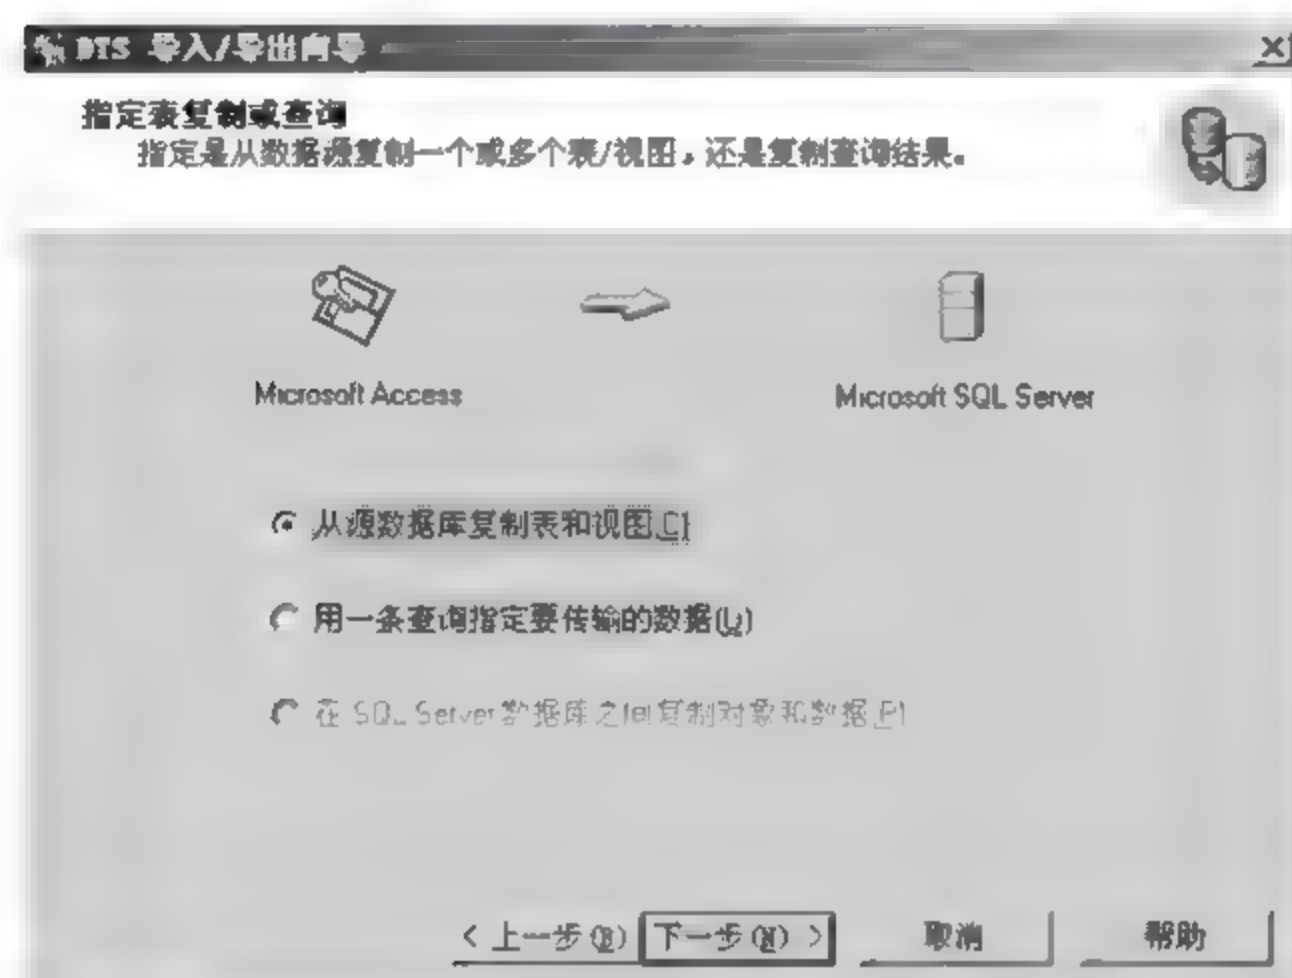 DTS 导入/导出向导
指定表复制或查询
指定是从数据源复制一个或多个表/视图，还是复制查询结果。
Microsoft Access
Microsoft SQL Server
从源数据库复制表和视图(C)
用一条查询指定要传输的数据(U)
在 SQL Server 数据库之间复制对象和数据(P)
< 上一步(B) 下一步(N) > 取消 帮助